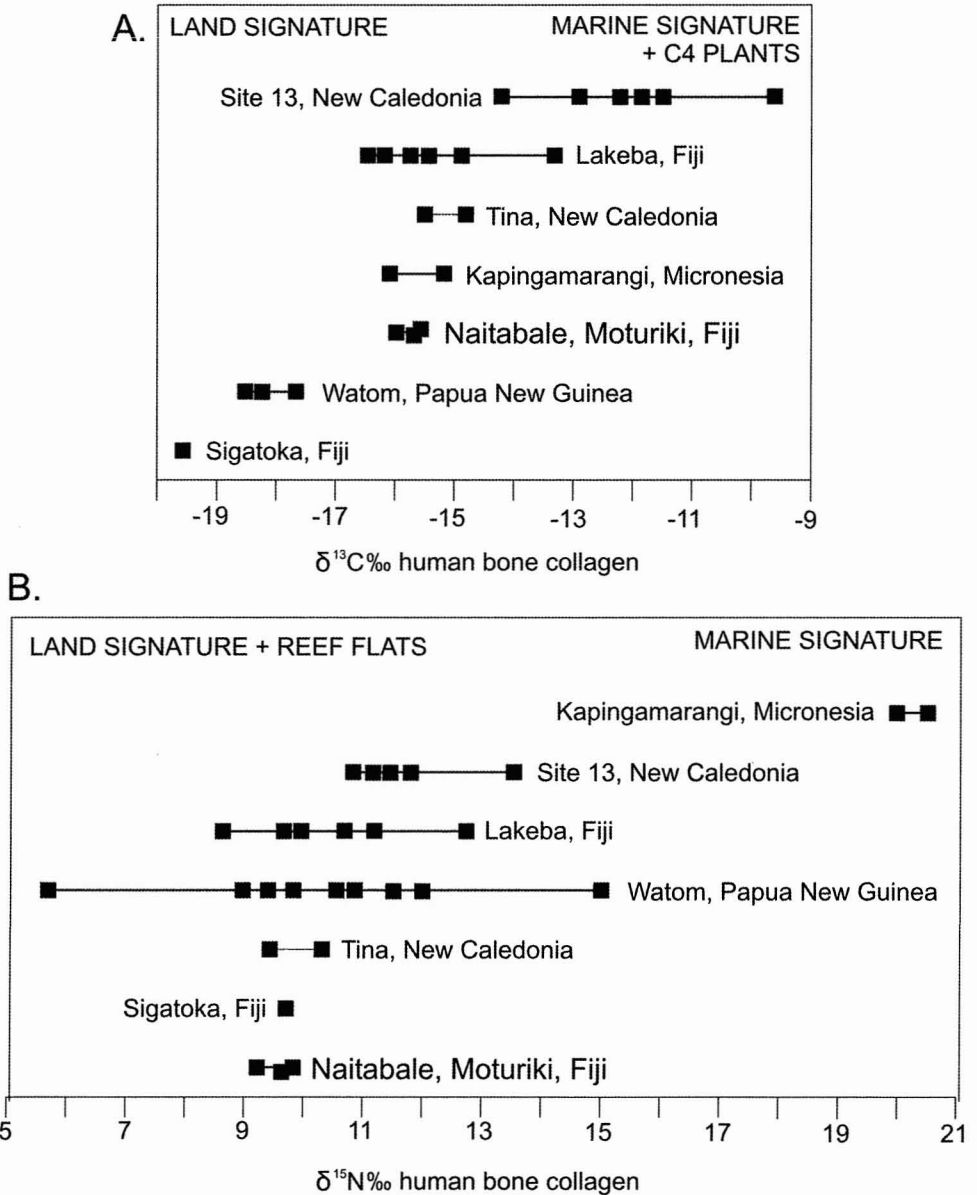 A.
LAND SIGNATURE
MARINE SIGNATURE
+ C4 PLANTS
Site 13, New Caledonia
Lakeba, Fiji
Tina, New Caledonia
Kapingamarangi, Micronesia
Naitabale, Moturiki, Fiji
Watom, Papua New Guinea
Sigatoka, Fiji
-19 -17 -15 -13 -11 -9
δ¹³C‰ human bone collagen
B.
LAND SIGNATURE + REEF FLATS
MARINE SIGNATURE
Kapingamarangi, Micronesia
Site 13, New Caledonia
Lakeba, Fiji
Watom, Papua New Guinea
Tina, New Caledonia
Sigatoka, Fiji
Naitabale, Moturiki, Fiji
5 7 9 11 13 15 17 19 21
δ¹⁵N‰ human bone collagen